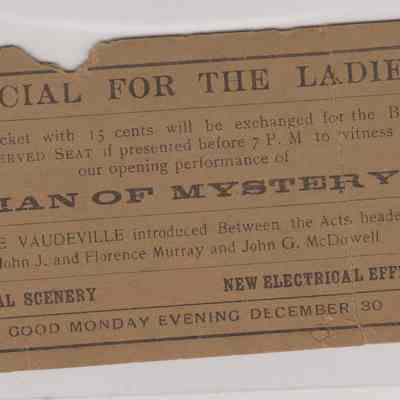 CIAL FOR THE LADIE
cket with 15 cents will be exchanged for the B
ERVED SEAT if presented before 7 P. M to witness
our opening performance of
MAN OF MYSTERY
E VAUDEVILLE introduced Between the Acts, heade
John J. and Florence Murray and John G. McDowell
AL SCENERY NEW ELECTRICAL EFF
GOOD MONDAY EVENING DECEMBER 30